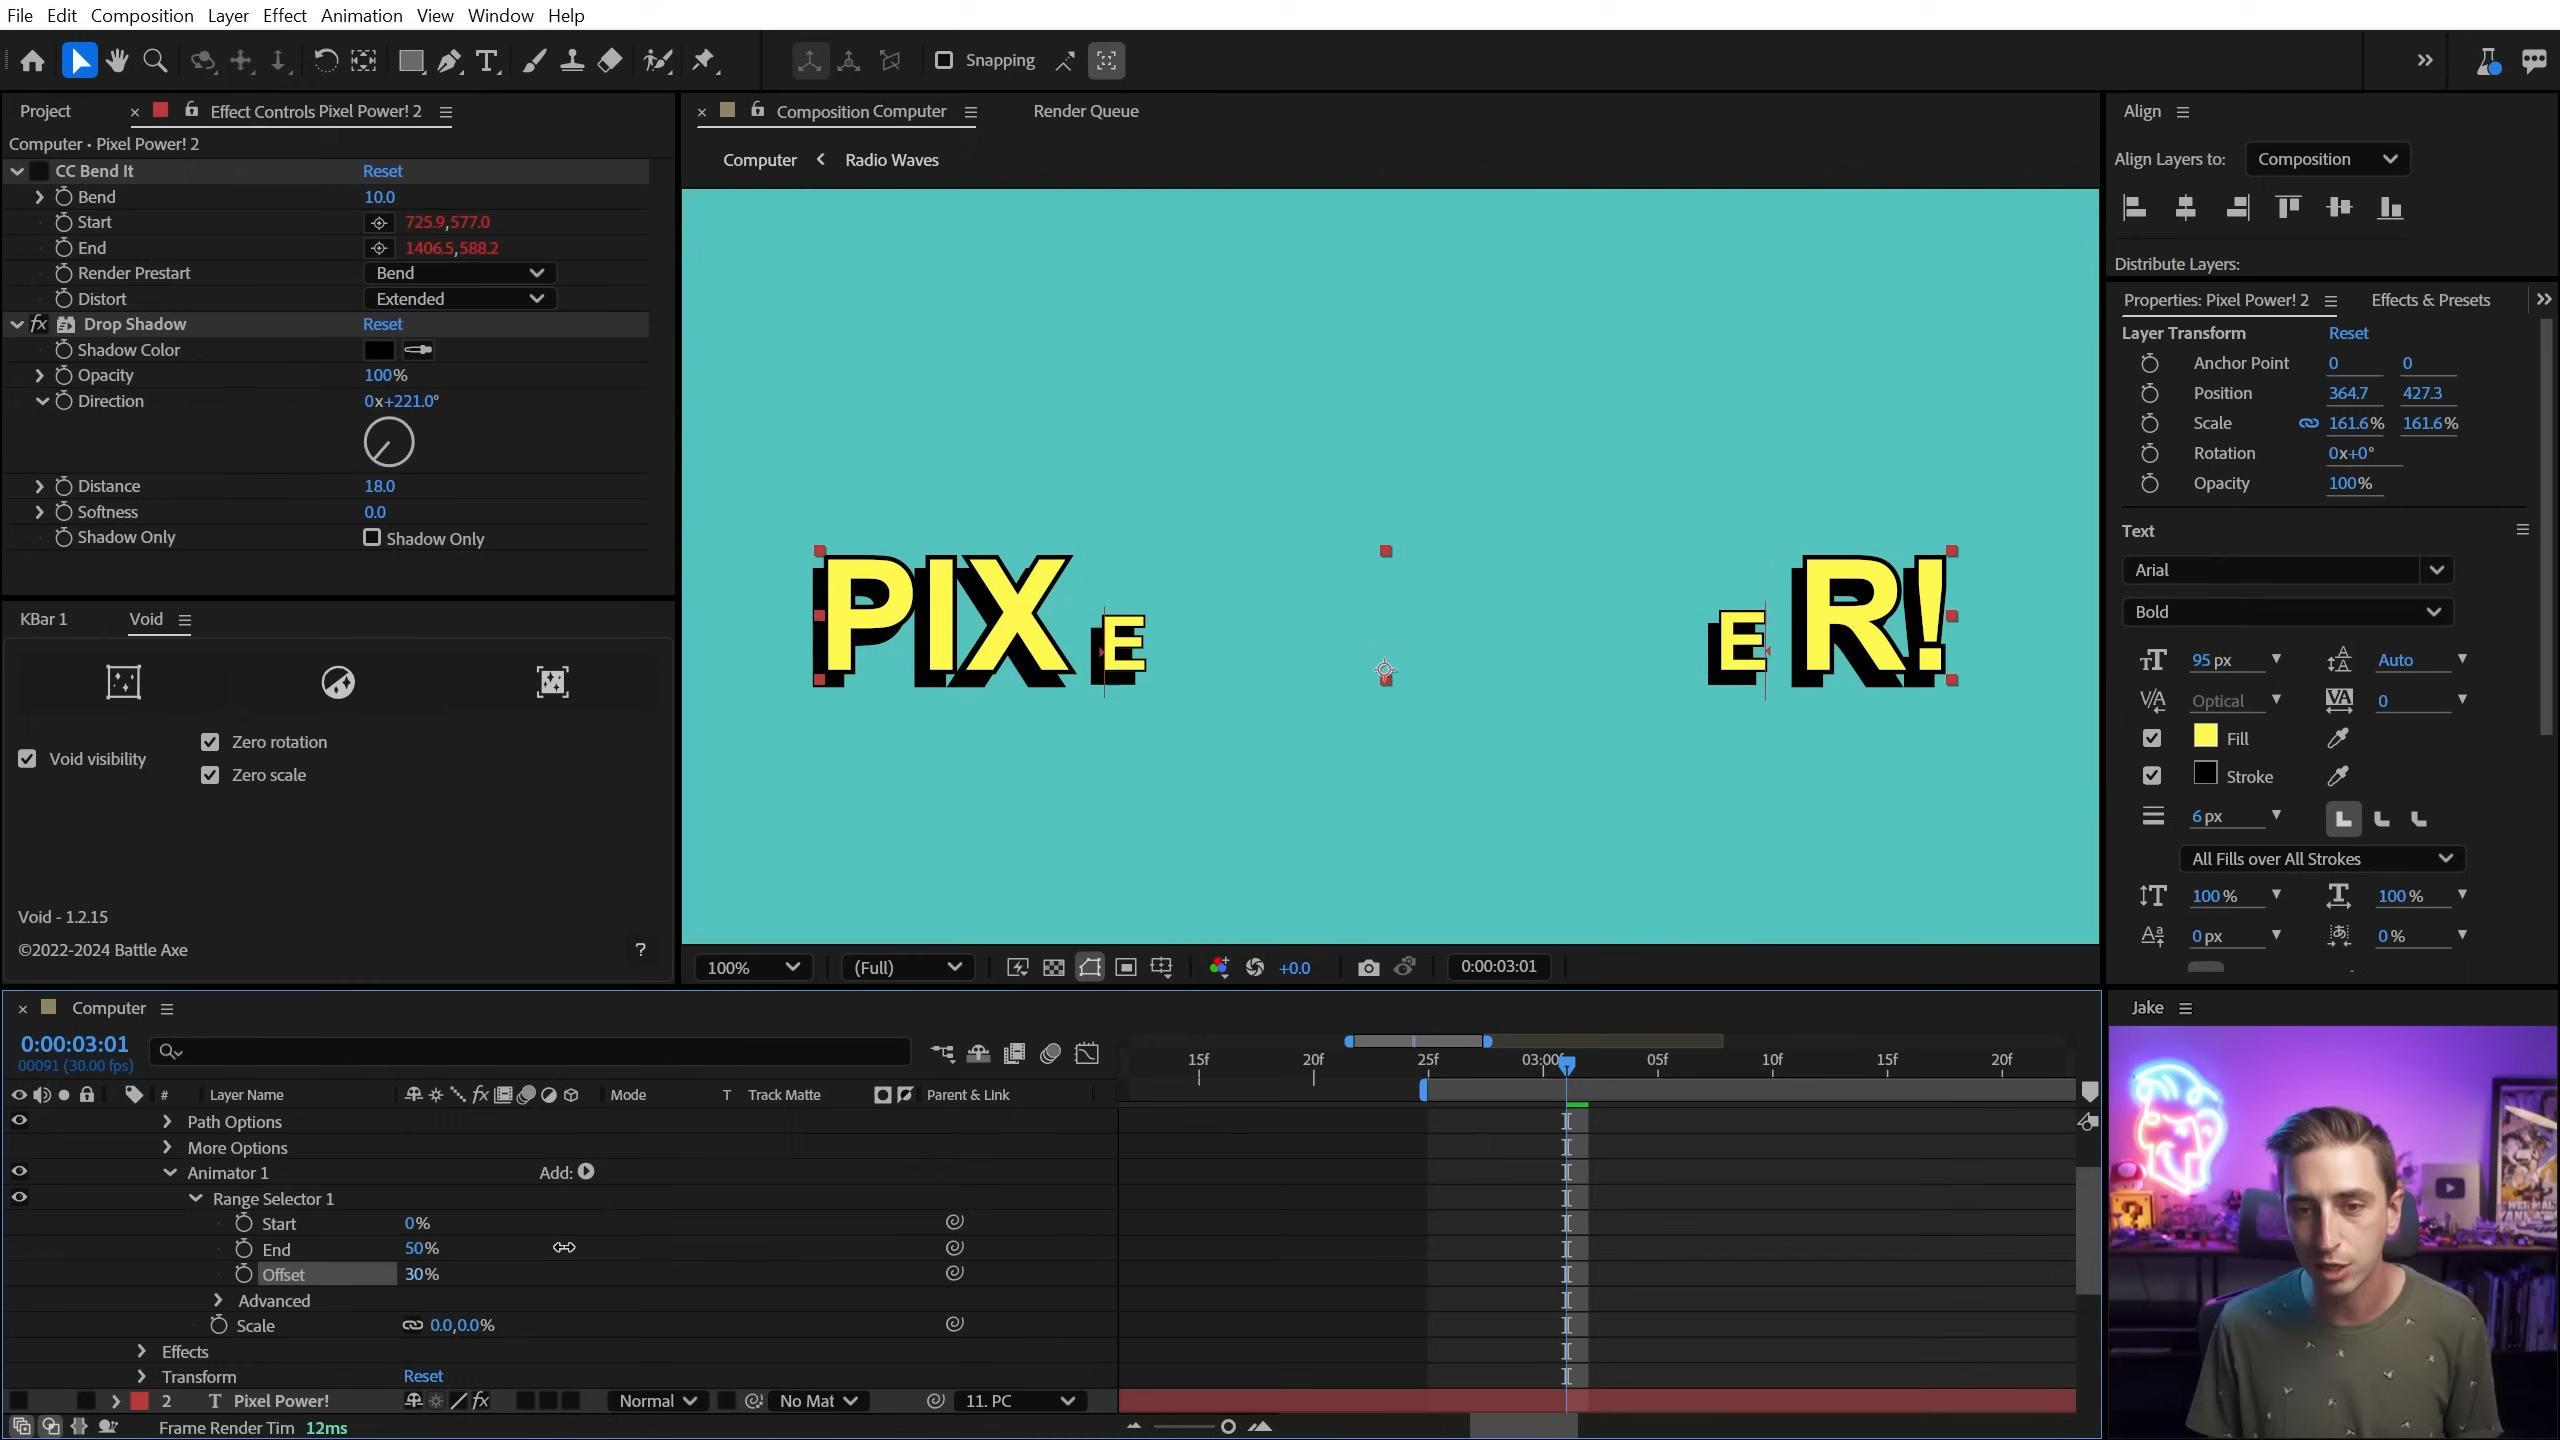 File Edit Composition Layer Effect Animation View Window Help
Snapping
Project
Effect Controls Pixel Power! 2
Computer • Pixel Power! 2
CC Bend It Reset
Bend 10.0
Start 725.9,577.0
End 1406.5,588.2
Render Prestart Bend
Distort Extended
fx Drop Shadow Reset
Shadow Color
Opacity 100%
Direction 0x+221.0°
Distance 18.0
Softness 0.0
Shadow Only Shadow Only
KBar 1 Void
Void visibility
Zero rotation
Zero scale
Void - 1.2.15
©2022-2024 Battle Axe ?
Composition Computer Render Queue
Computer Radio Waves
PIXE
ER!
100% (Full) +0.0 0:00:03:01
Align
Align Layers to: Composition
Distribute Layers:
Properties: Pixel Power! 2 Effects & Presets
Layer Transform Reset
Anchor Point 0 0
Position 364.7 427.3
Scale 161.6% 161.6%
Rotation 0x+0°
Opacity 100%
Text
Arial
Bold
95 px Auto
Optical 0
Fill
Stroke
6 px
All Fills over All Strokes
100 % 100 %
0 px 0 %
Computer
0:00:03:01
00091 (30.00 fps)
15f 20f 25f 03:00f 05f 10f 15f 20f
# Layer Name fx Mode T Track Matte Parent & Link
Path Options
More Options
Animator 1 Add:
Range Selector 1
Start 0%
End 50%
Offset 30%
Advanced
Scale 0.0,0.0%
Effects
Transform Reset
2 T Pixel Power! fx Normal No Mat 11. PC
Frame Render Tim 12ms
Jake